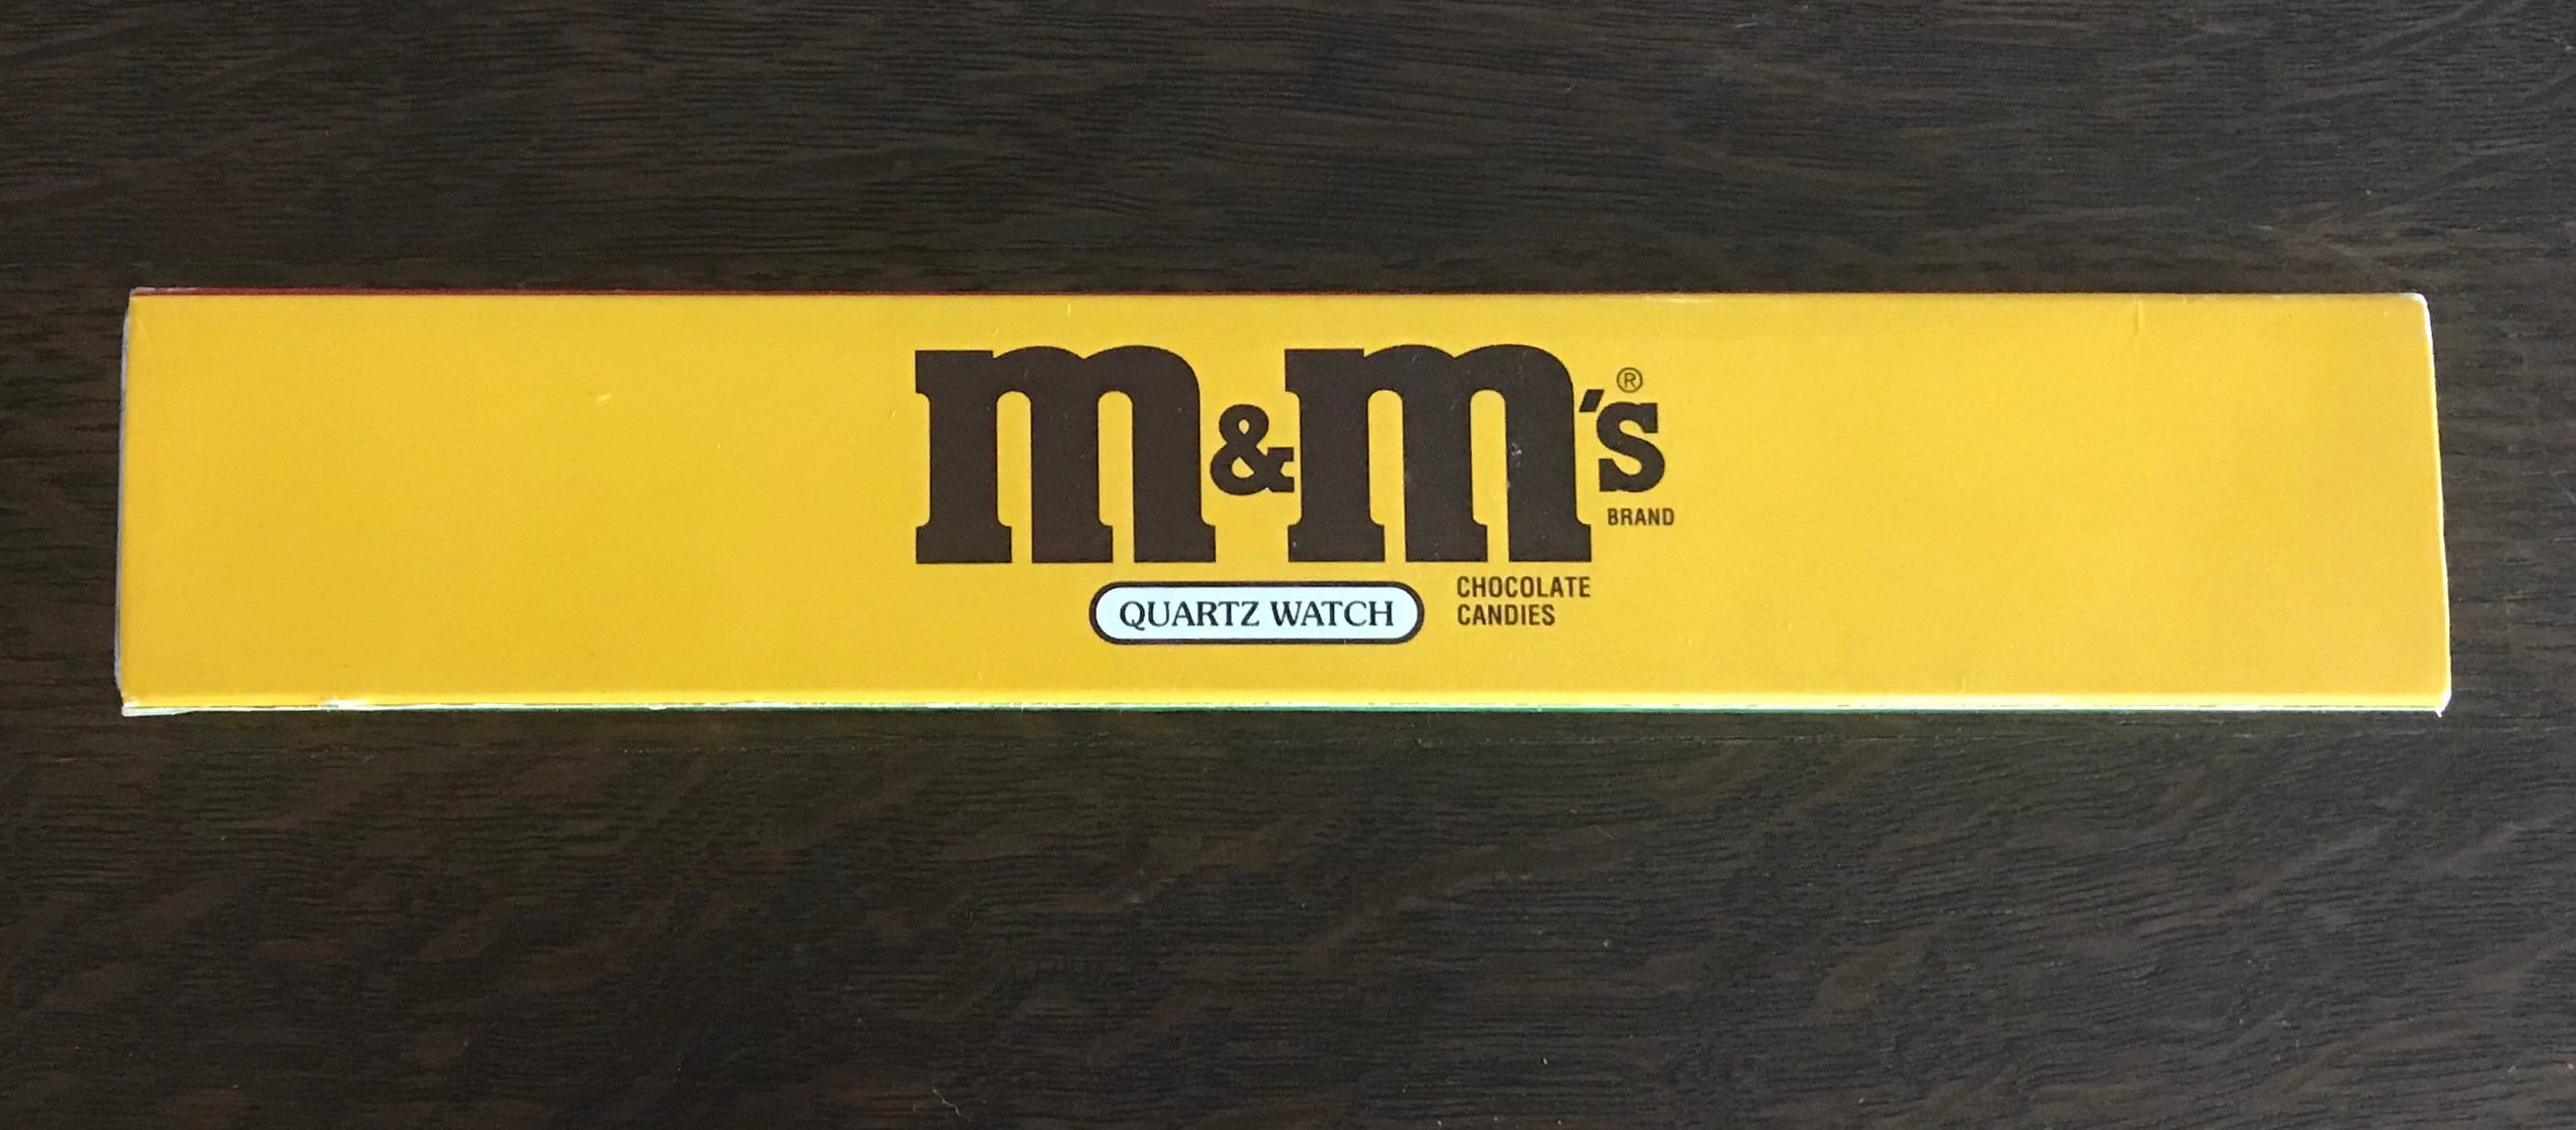 m&m's®
BRAND
QUARTZ WATCH
CHOCOLATE
CANDIES